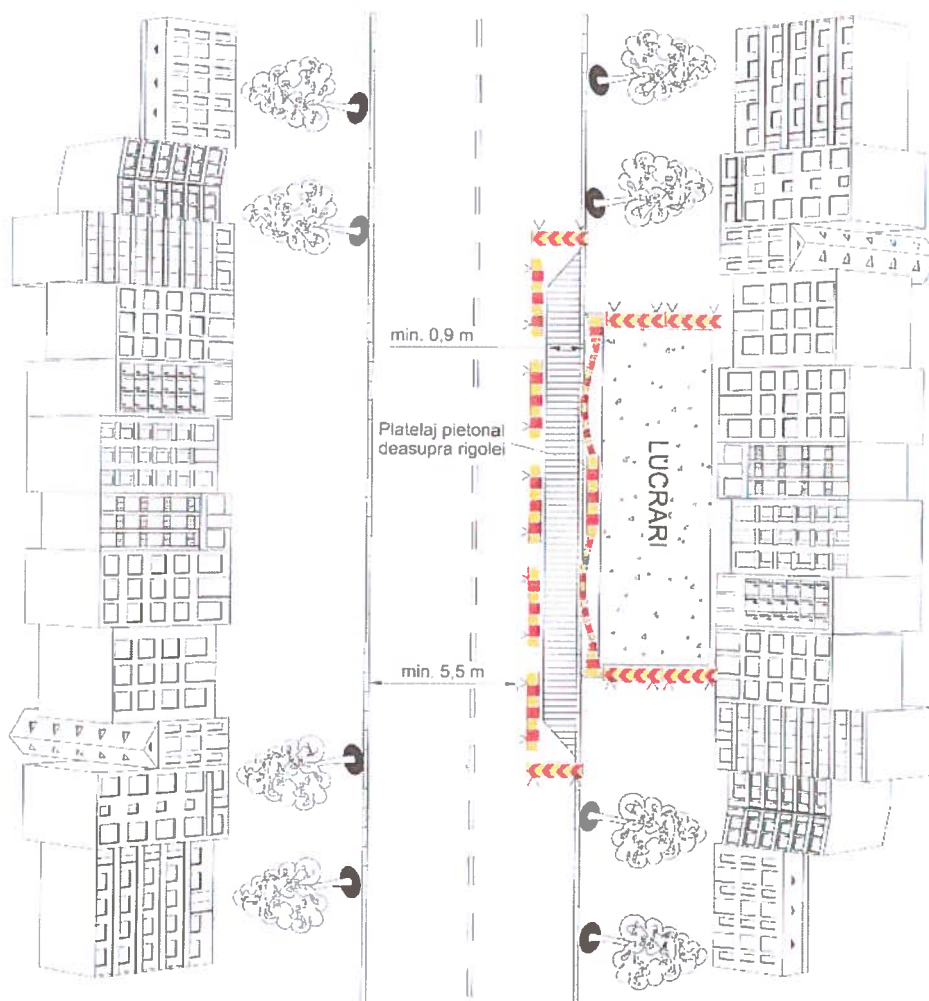 min. 0,9 m
Platelaj pietonal
deasupra rigolei
LUCRĂRI
min. 5,5 m